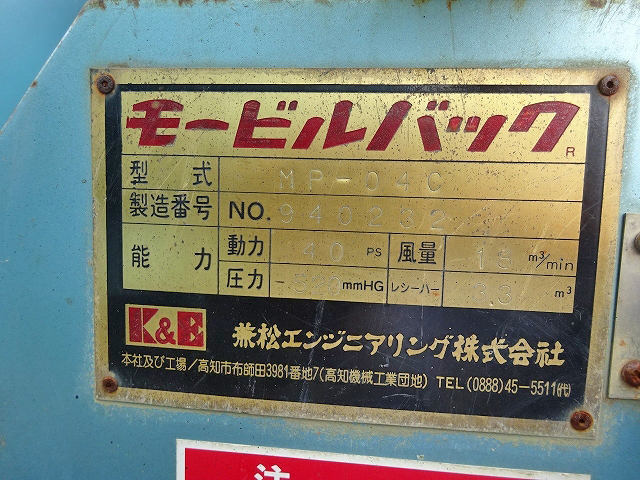 モービルバック
R
型式 MP-04C
製造番号 NO. 940232
能力 動力 40 PS 風量 15 m³/min
圧力 mmHG レシーバー m³
K&E 兼松エンジニアリング株式会社
本社及び工場/高知市布師田3981番地7(高知機械工業団地) TEL(0888)45-5511(代)
注